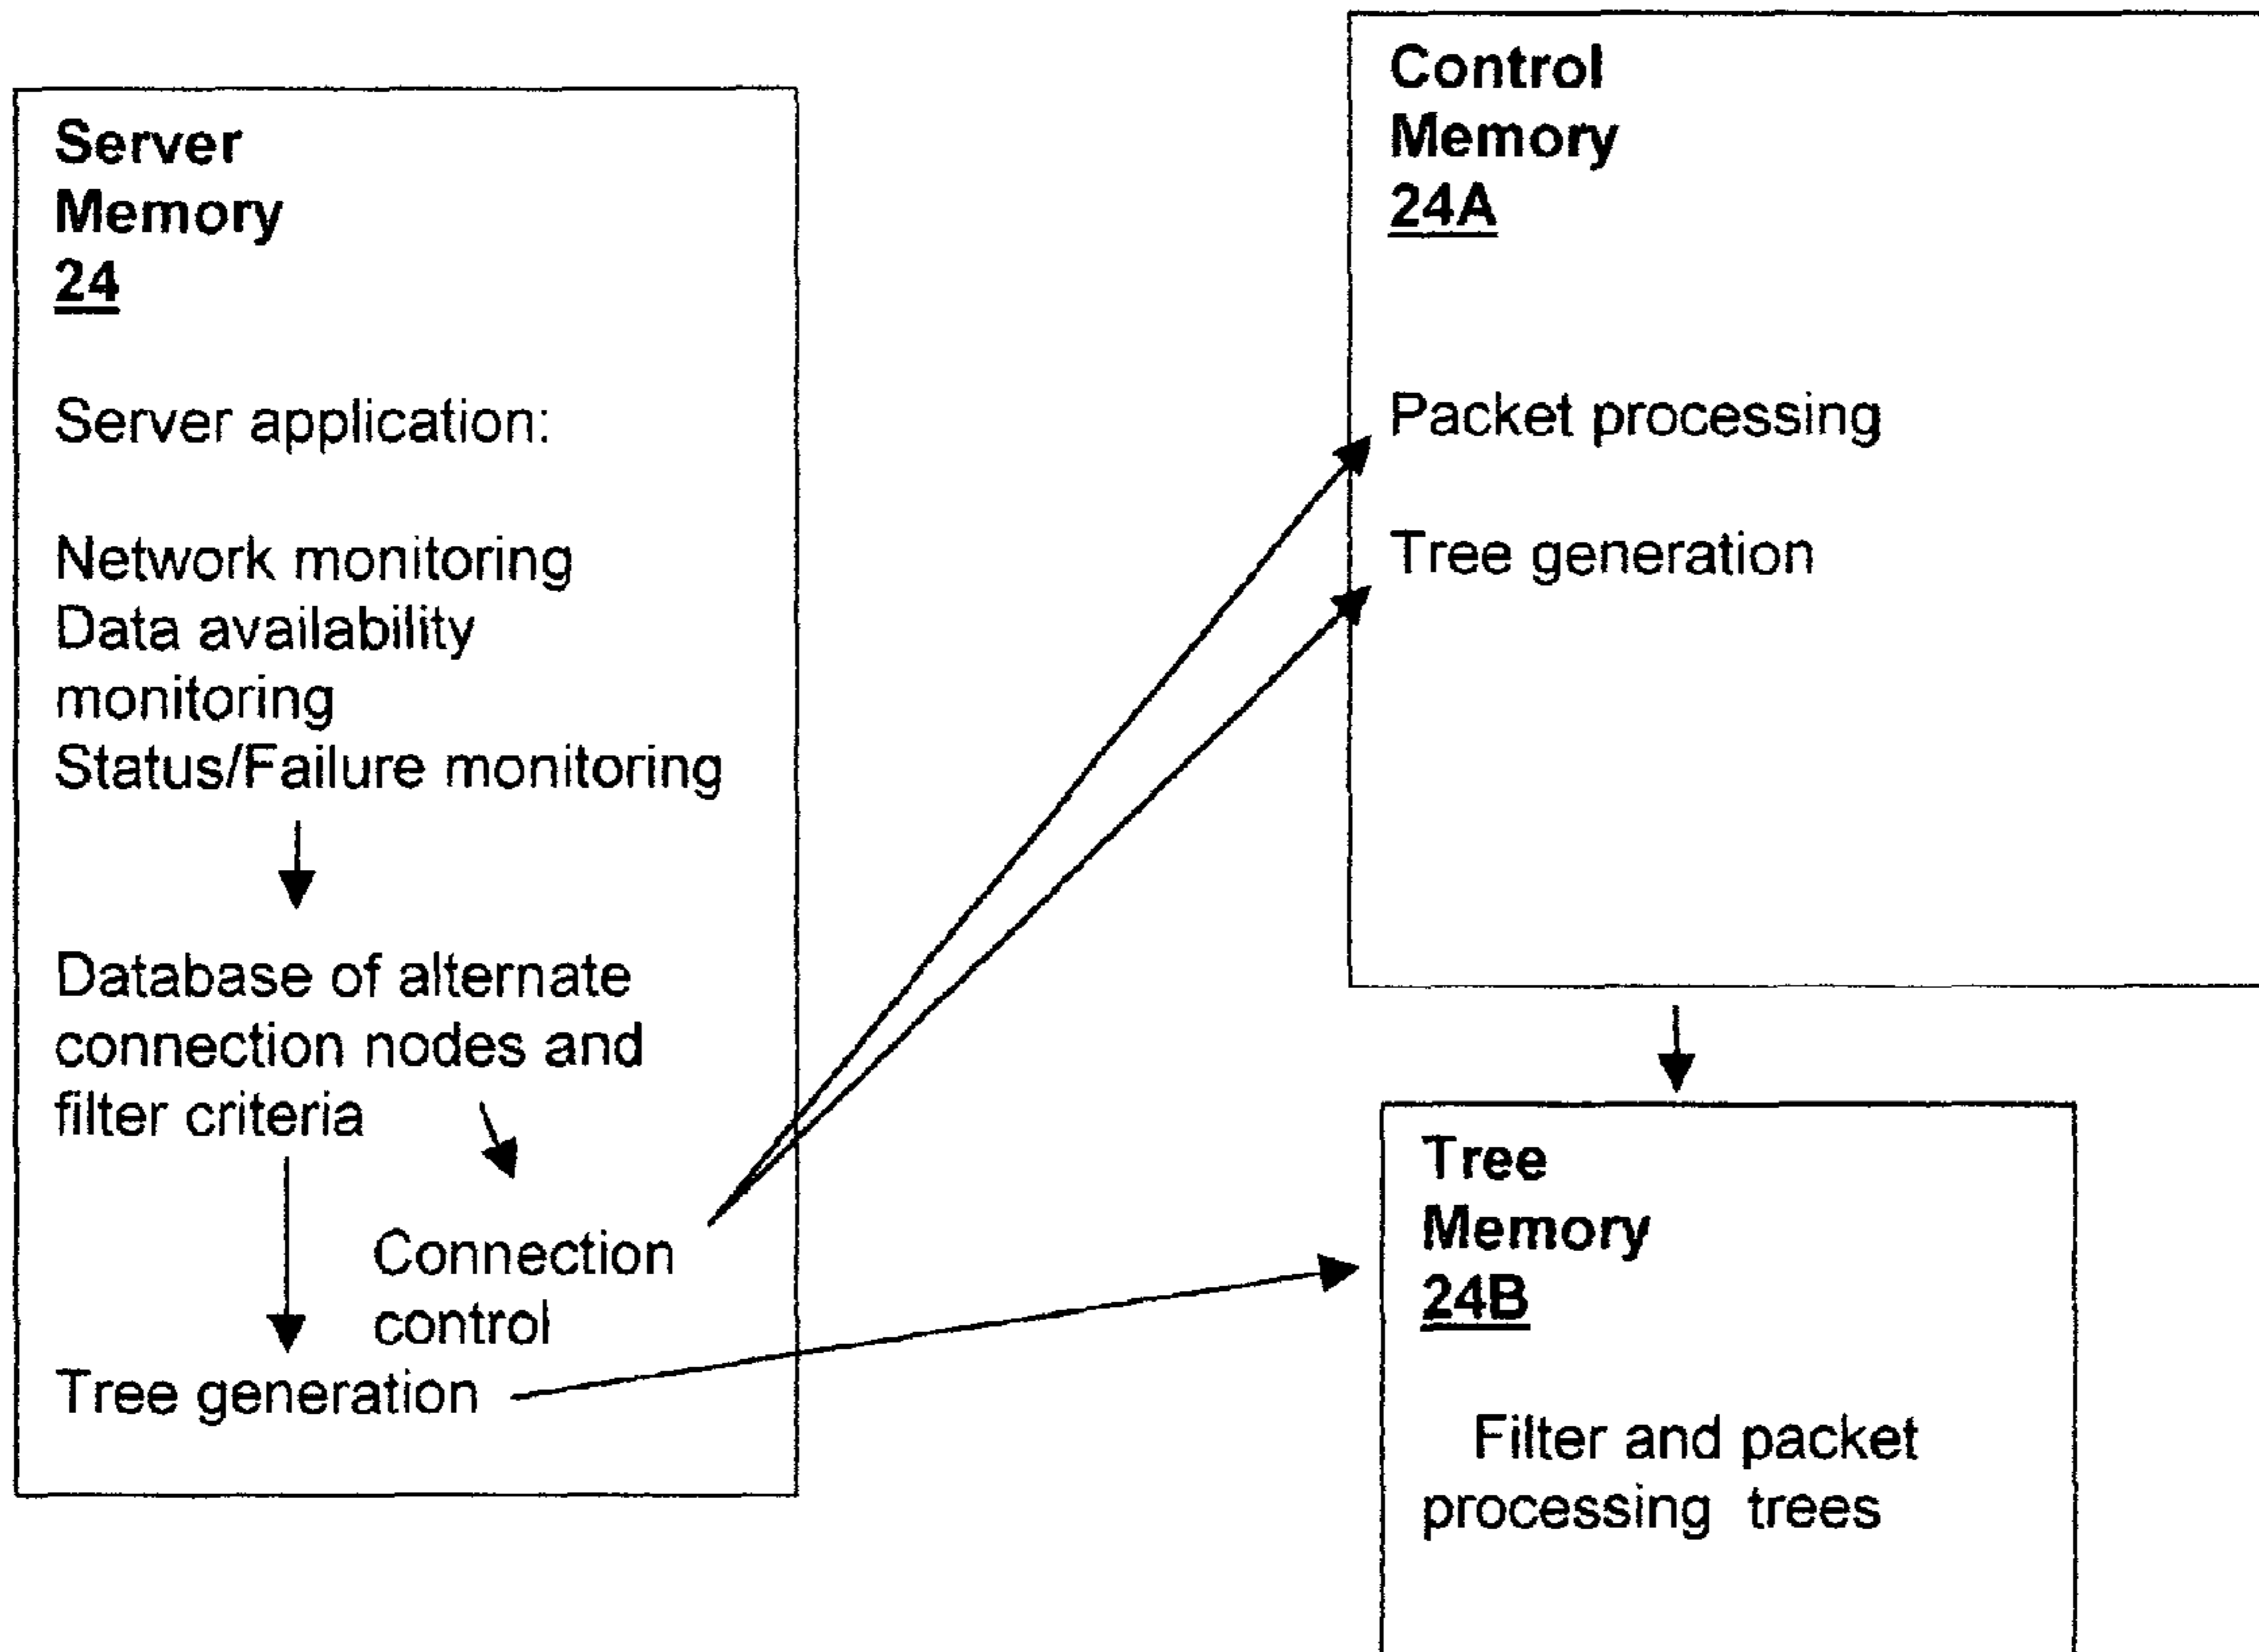 Server
Memory
24
Server application:
Network monitoring
Data availability
monitoring
Status/Failure monitoring
Database of alternate
connection nodes and
filter criteria
Connection
control
Tree generation
Control
Memory
24A
Packet processing
Tree generation
Tree
Memory
24B
Filter and packet
processing trees